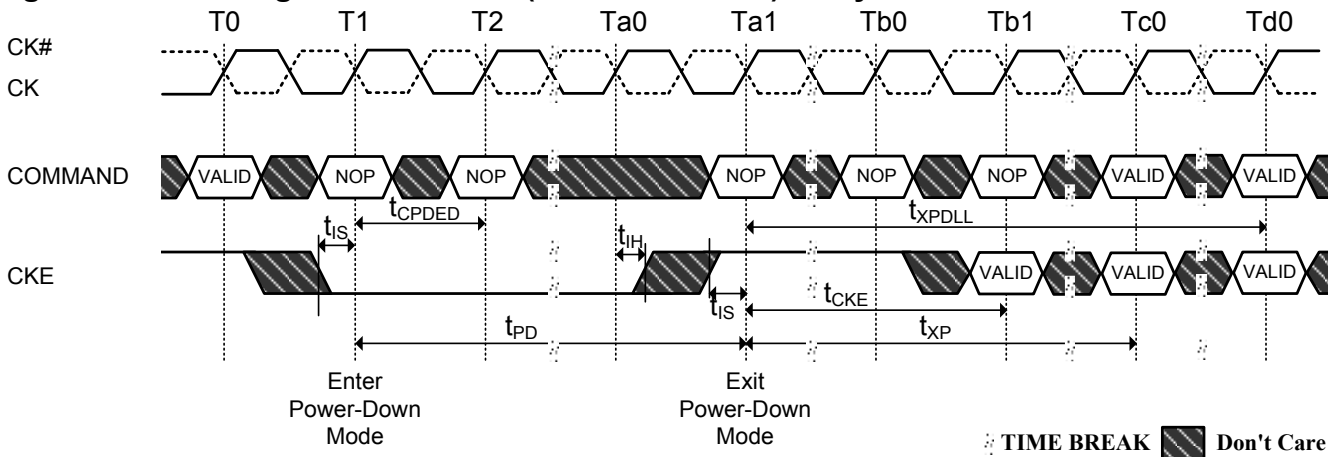 T0 T1 T2 Ta0 Ta1 Tb0 Tb1 Tc0 Td0
CK#
CK
COMMAND VALID NOP NOP NOP NOP NOP VALID VALID
tIS tCPDED tIH tXPDLL
CKE VALID VALID VALID
tIS tCKE
tPD tXP
Enter
Power-Down
Mode
Exit
Power-Down
Mode
TIME BREAK Don't Care